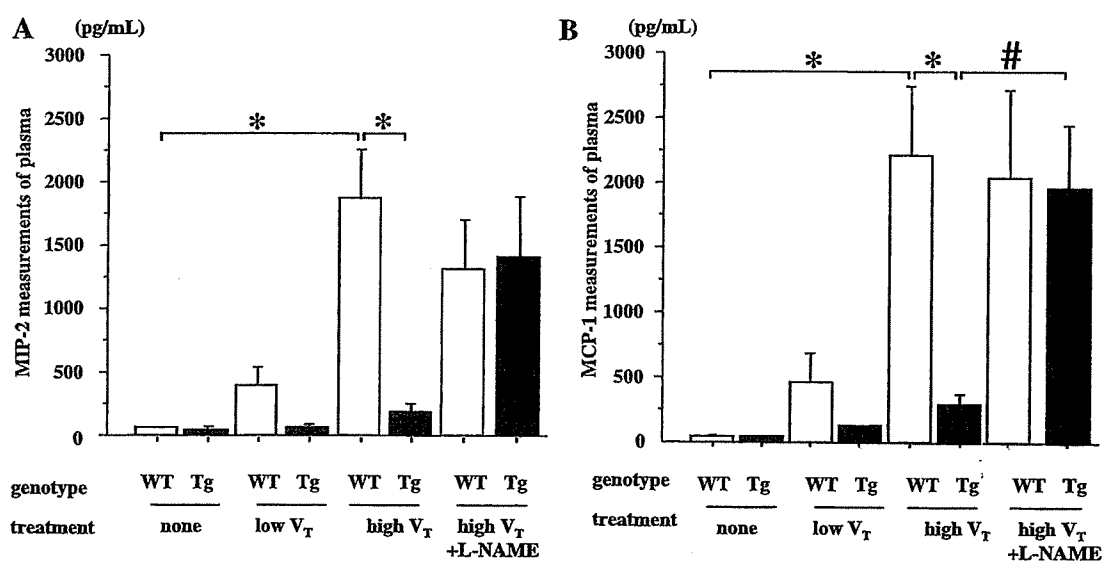 A (pg/mL)
3000
2500
2000
1500
1000
500
0
MIP-2 measurements of plasma
* *
genotype WT Tg WT Tg WT Tg WT Tg
treatment none low VT high VT high VT
+L-NAME
B (pg/mL)
3000
2500
2000
1500
1000
500
0
MCP-1 measurements of plasma
* * #
genotype WT Tg WT Tg WT Tg WT Tg
treatment none low VT high VT high VT
+L-NAME